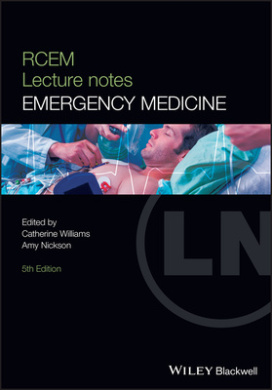 RCEM
Lecture notes
EMERGENCY MEDICINE
Edited by
Catherine Williams
Amy Nickson
5th Edition
LN
WILEY Blackwell